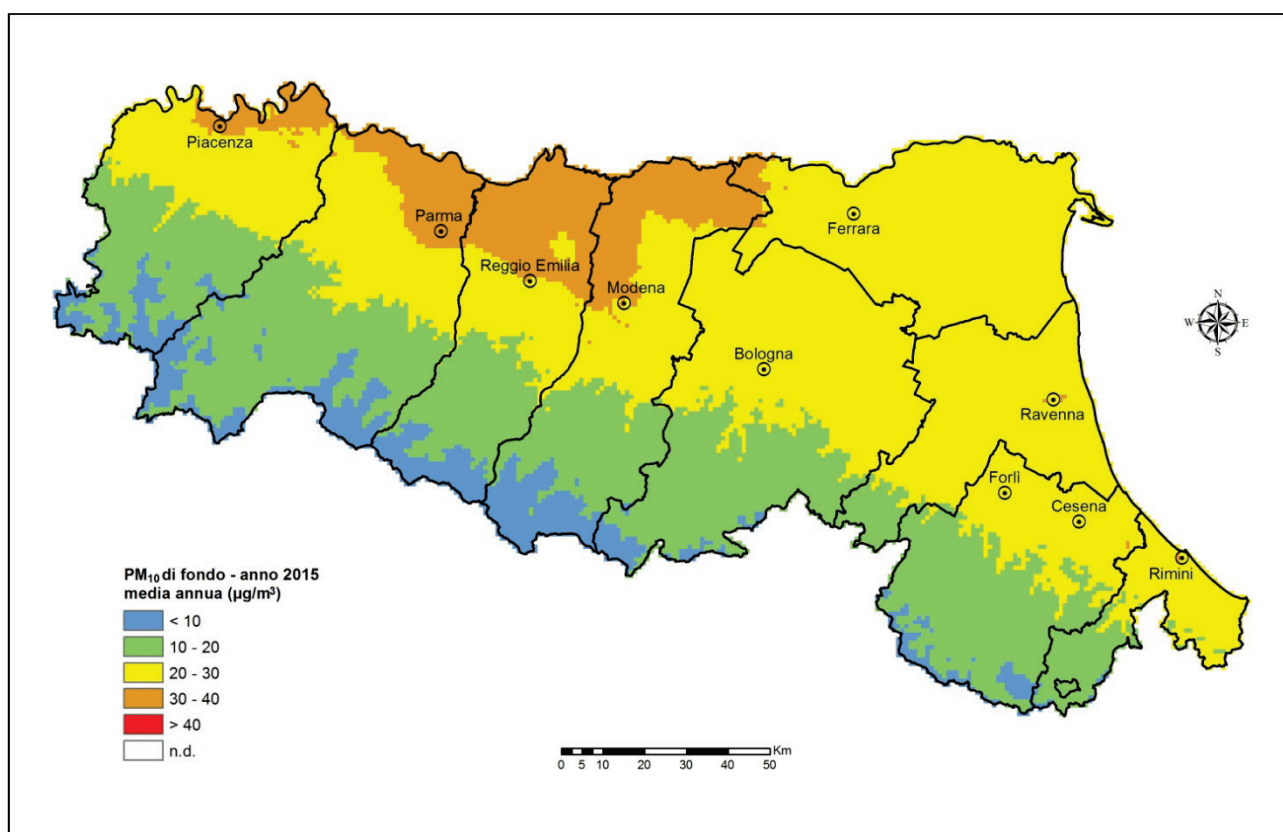 Piacenza
Parma
Ferrara
Reggio Emilia
Modena
N
W E
S
Bologna
Ravenna
Forlì
Cesena
Rimini
PM₁₀ di fondo - anno 2015
media annua (µg/m³)
< 10
10 - 20
20 - 30
30 - 40
> 40
n.d.
Km
0 5 10 20 30 40 50